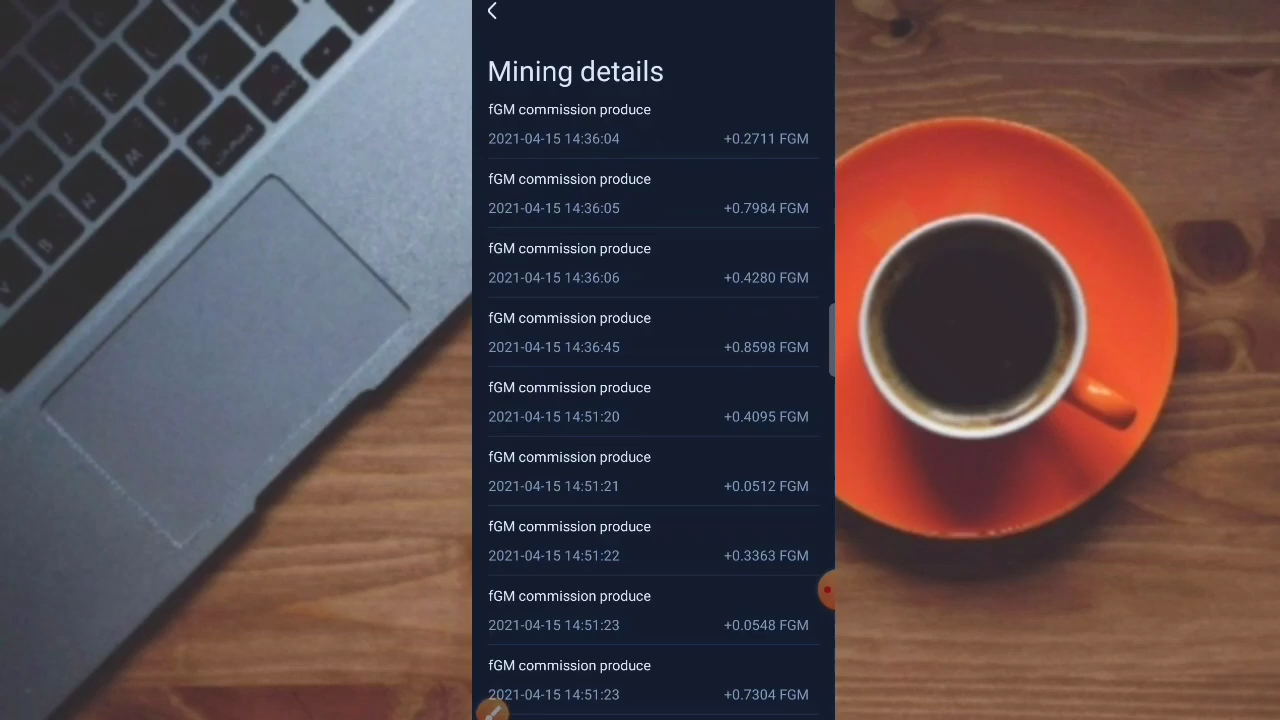 Mining details
fGM commission produce
2021-04-15 14:36:04 +0.2711 FGM
fGM commission produce
2021-04-15 14:36:05 +0.7984 FGM
fGM commission produce
2021-04-15 14:36:06 +0.4280 FGM
fGM commission produce
2021-04-15 14:36:45 +0.8598 FGM
fGM commission produce
2021-04-15 14:51:20 +0.4095 FGM
fGM commission produce
2021-04-15 14:51:21 +0.0512 FGM
fGM commission produce
2021-04-15 14:51:22 +0.3363 FGM
fGM commission produce
2021-04-15 14:51:23 +0.0548 FGM
fGM commission produce
2021-04-15 14:51:23 +0.7304 FGM